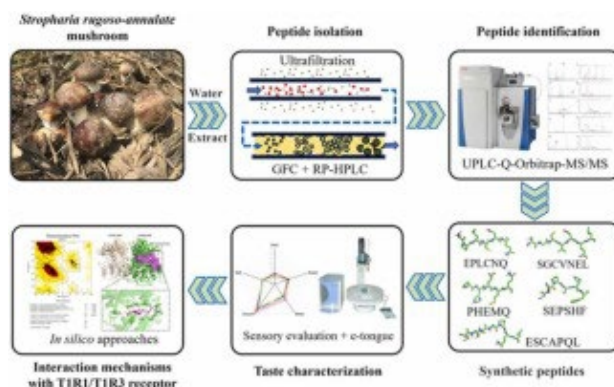 Stropharia rugoso-annulate
mushroom
Peptide isolation
Peptide identification
Ultrafiltration
Water
Extract
GFC + RP-HPLC
UPLC-Q-Orbitrap-MS/MS
In silico approaches
Sensory evaluation + e-tongue
EPLCNQ
SGCVNEL
PHEMQ
SEPSHF
ESCAPQL
Interaction mechanisms
with T1R1/T1R3 receptor
Taste characterization
Synthetic peptides